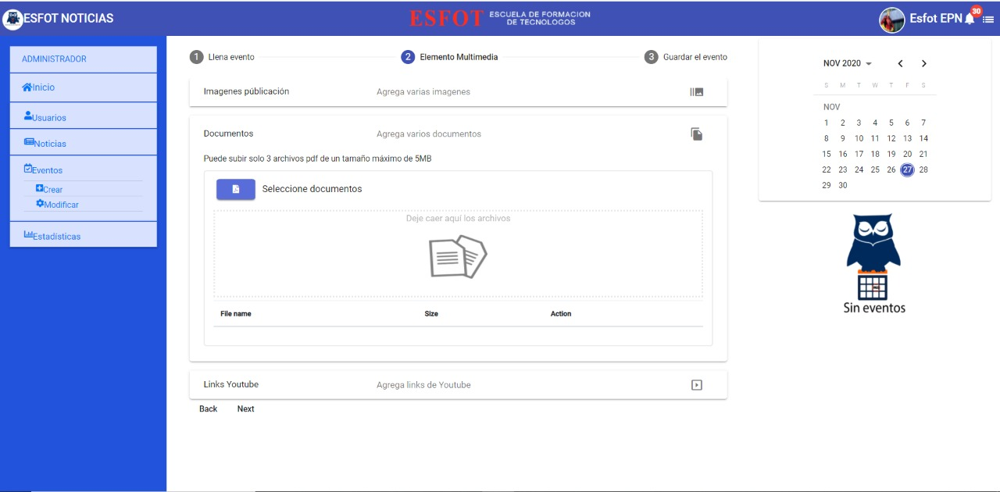 ESFOT NOTICIAS
ESFOT ESCUELA DE FORMACION
DE TECNOLOGOS
Esfot EPN 30
ADMINISTRADOR
Inicio
Usuarios
Noticias
Eventos
Crear
Modificar
Estadísticas
1 Llena evento
2 Elemento Multimedia
3 Guardar el evento
Imagenes públicación Agrega varias imagenes
Documentos Agrega varios documentos
Puede subir solo 3 archivos pdf de un tamaño máximo de 5MB
Seleccione documentos
Deje caer aquí los archivos
File name Size Action
Links Youtube Agrega links de Youtube
Back Next
NOV 2020
S M T W T F S
NOV
1 2 3 4 5 6 7
8 9 10 11 12 13 14
15 16 17 18 19 20 21
22 23 24 25 26 27 28
29 30
Sin eventos